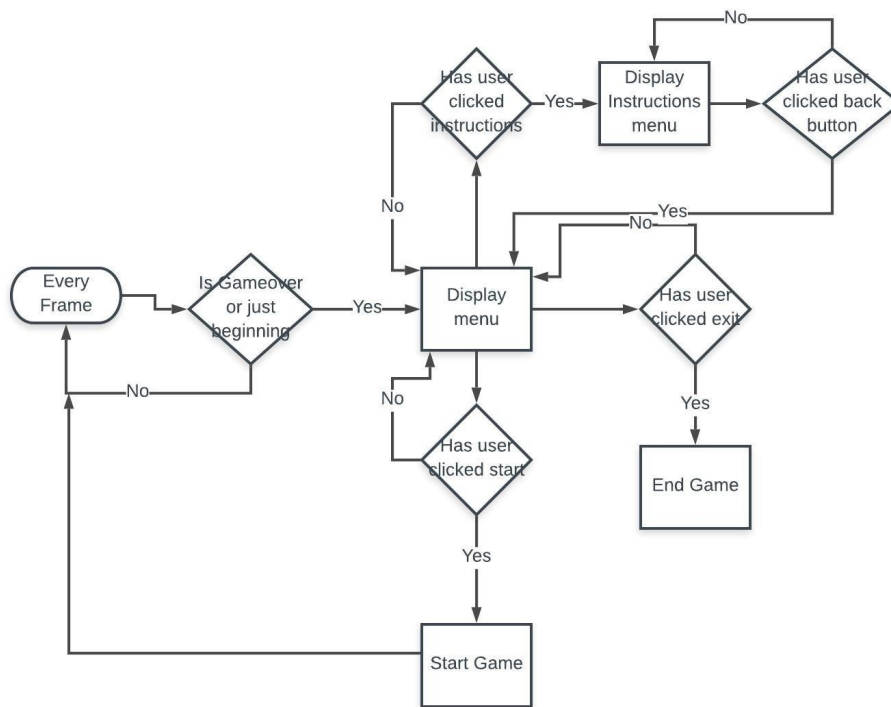 No
Has user
clicked
instructions
Yes
Display
Instructions
menu
Has user
clicked back
button
No
Yes
No
Every
Frame
Is Gameover
or just
beginning
Yes
Display
menu
Has user
clicked exit
No
No
Yes
Has user
clicked start
End Game
Yes
Start Game